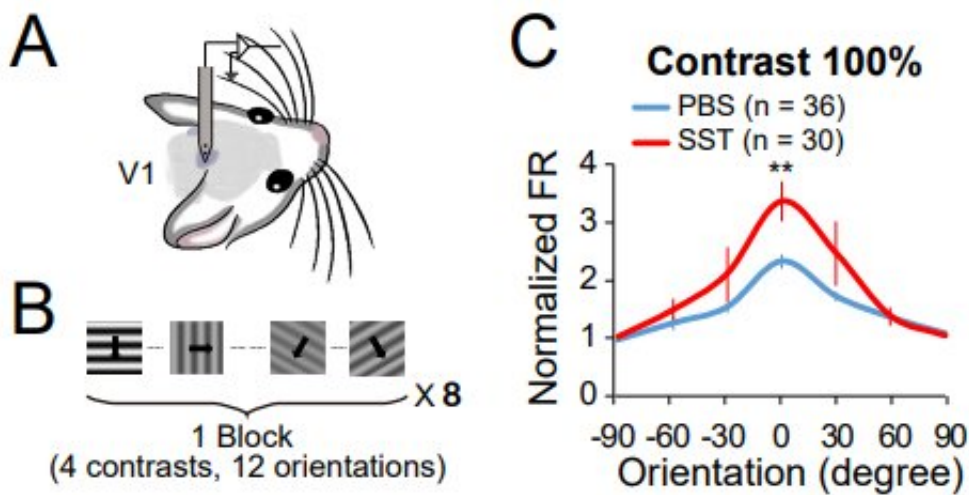 A
V1
B
X 8
1 Block
(4 contrasts, 12 orientations)
C
Contrast 100%
PBS (n = 36)
SST (n = 30)
**
Normalized FR
4
3
2
1
0
-90 -60 -30 0 30 60 90
Orientation (degree)